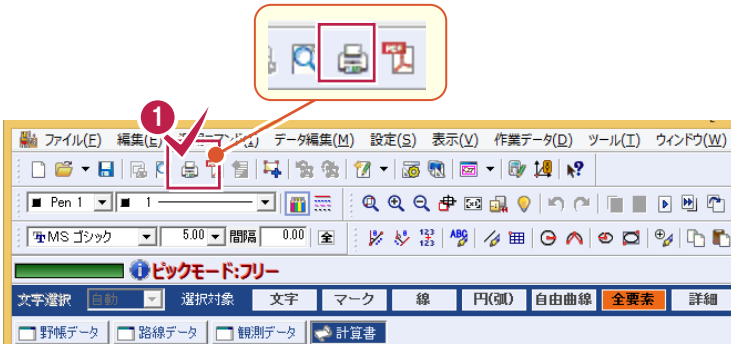 1
ファイル(F) 編集(E) データ編集(M) 設定(S) 表示(V) 作業データ(D) ツール(T) ウィンドウ(W)
Pen 1 1
MS ゴシック 5.00 間隔 0.00 全
ピックモード:フリー
文字選択 自動 選択対象 文字 マーク 線 円(弧) 自由曲線 全要素 詳細
野帳データ 路線データ 観測データ 計算書